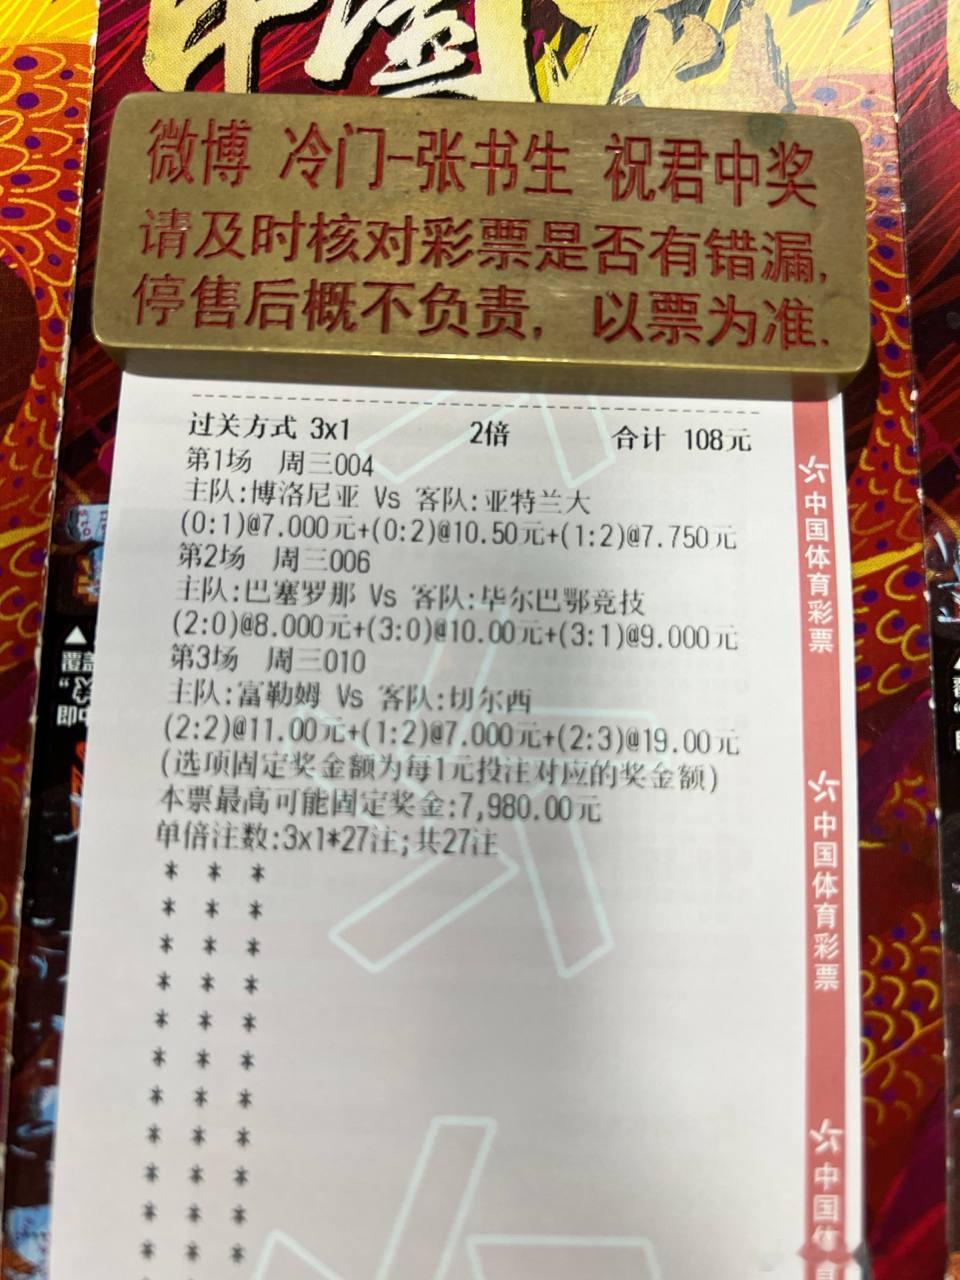 中国
微博 冷门-张书生 祝君中奖
请及时核对彩票是否有错漏,
停售后概不负责, 以票为准.
过关方式 3x1 2倍 合计 108元
第1场 周三004
主队:博洛尼亚 Vs 客队:亚特兰大
(0:1)@7.000元+(0:2)@10.50元+(1:2)@7.750元
第2场 周三006
主队:巴塞罗那 Vs 客队:毕尔巴鄂竞技
(2:0)@8.000元+(3:0)@10.00元+(3:1)@9.000元
第3场 周三010
主队:富勒姆 Vs 客队:切尔西
(2:2)@11.00元+(1:2)@7.000元+(2:3)@19.00元
(选项固定奖金额为每1元投注对应的奖金额)
本票最高可能固定奖金:7,980.00元
单倍注数:3x1*27注;共27注
* * *
* * *
* * *
* * *
* * *
* * *
* * *
* * *
* * *
* * *
* * *
中国体育彩票
中国体育彩票
中国体育
覆盖
即中